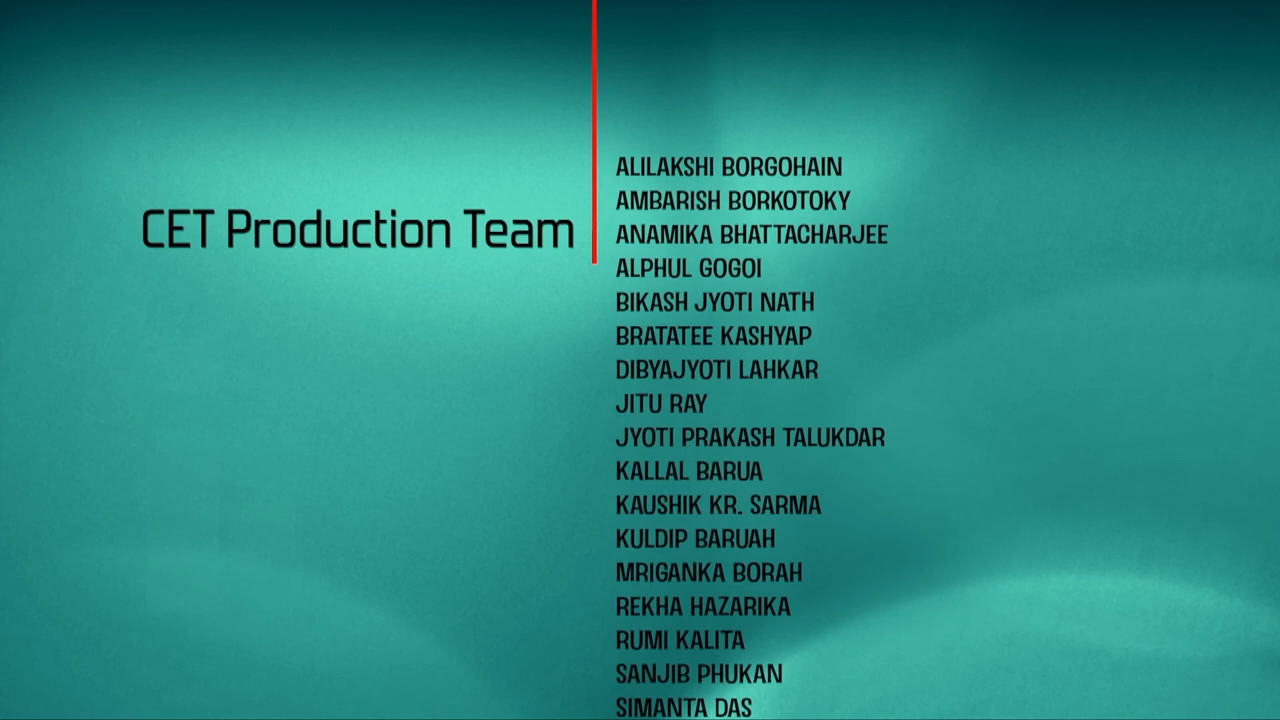 CET Production Team
ALILAKSHI BORGOHAIN
AMBARISH BORKOTOKY
ANAMIKA BHATTACHARJEE
ALPHUL GOGOI
BIKASH JYOTI NATH
BRATATEE KASHYAP
DIBYAJYOTI LAHKAR
JITU RAY
JYOTI PRAKASH TALUKDAR
KALLAL BARUA
KAUSHIK KR. SARMA
KULDIP BARUAH
MRIGANKA BORAH
REKHA HAZARIKA
RUMI KALITA
SANJIB PHUKAN
SIMANTA DAS